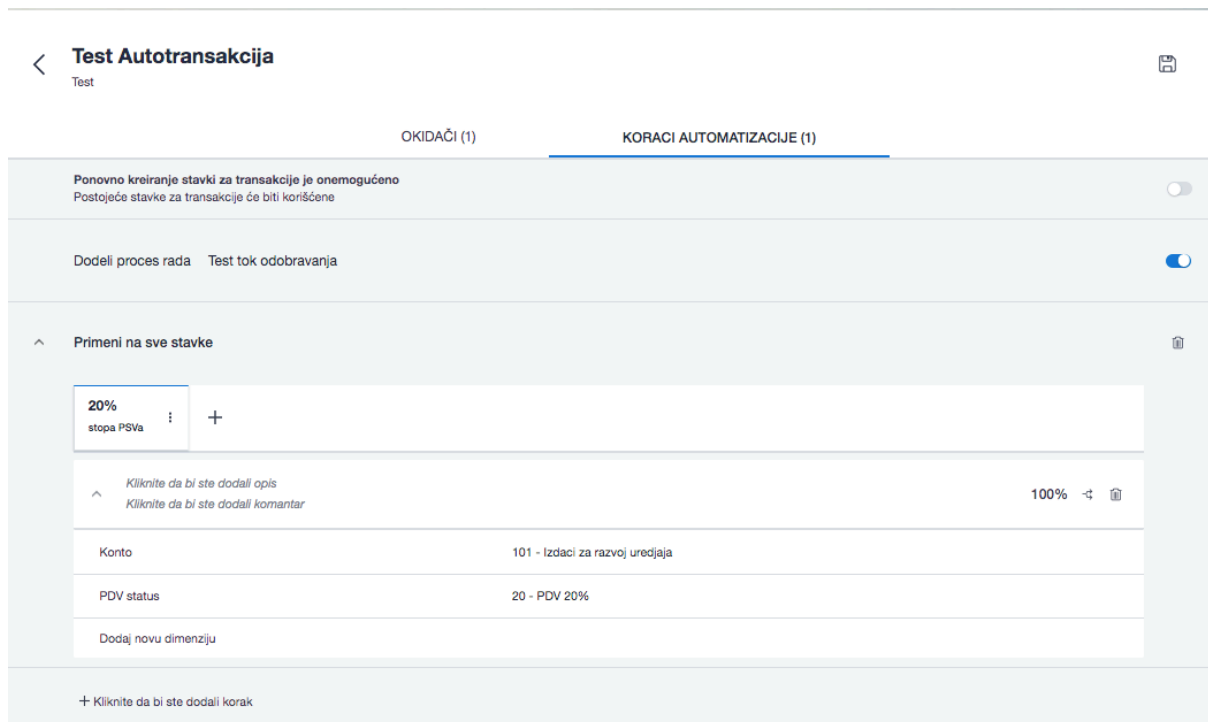 Test Autotransakcija
Test
OKIDAČI (1)
KORACI AUTOMATIZACIJE (1)
Ponovno kreiranje stavki za transakcije je onemogućeno
Postojeće stavke za transakcije će biti korišćene
Dodeli proces rada Test tok odobravanja
Primeni na sve stavke
20%
stopa PSVa
Kliknite da bi ste dodali opis
Kliknite da bi ste dodali komantar
100%
Konto 101 - Izdaci za razvoj uredjaja
PDV status 20 - PDV 20%
Dodaj novu dimenziju
+ Kliknite da bi ste dodali korak